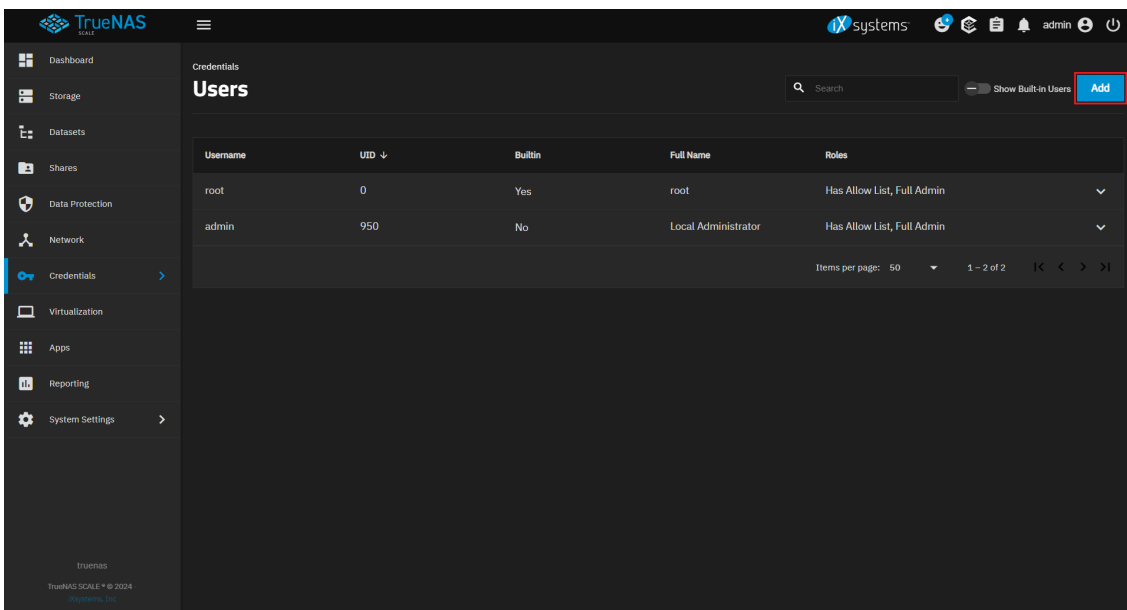 TrueNAS
SCALE
iX systems
admin
Dashboard
Storage
Datasets
Shares
Data Protection
Network
Credentials
Virtualization
Apps
Reporting
System Settings
truenas
TrueNAS SCALE ® © 2024
iXsystems, Inc
Credentials
Users
Search
Show Built-in Users
Add
Username UID Builtin Full Name Roles
root 0 Yes root Has Allow List, Full Admin
admin 950 No Local Administrator Has Allow List, Full Admin
Items per page: 50 1 – 2 of 2